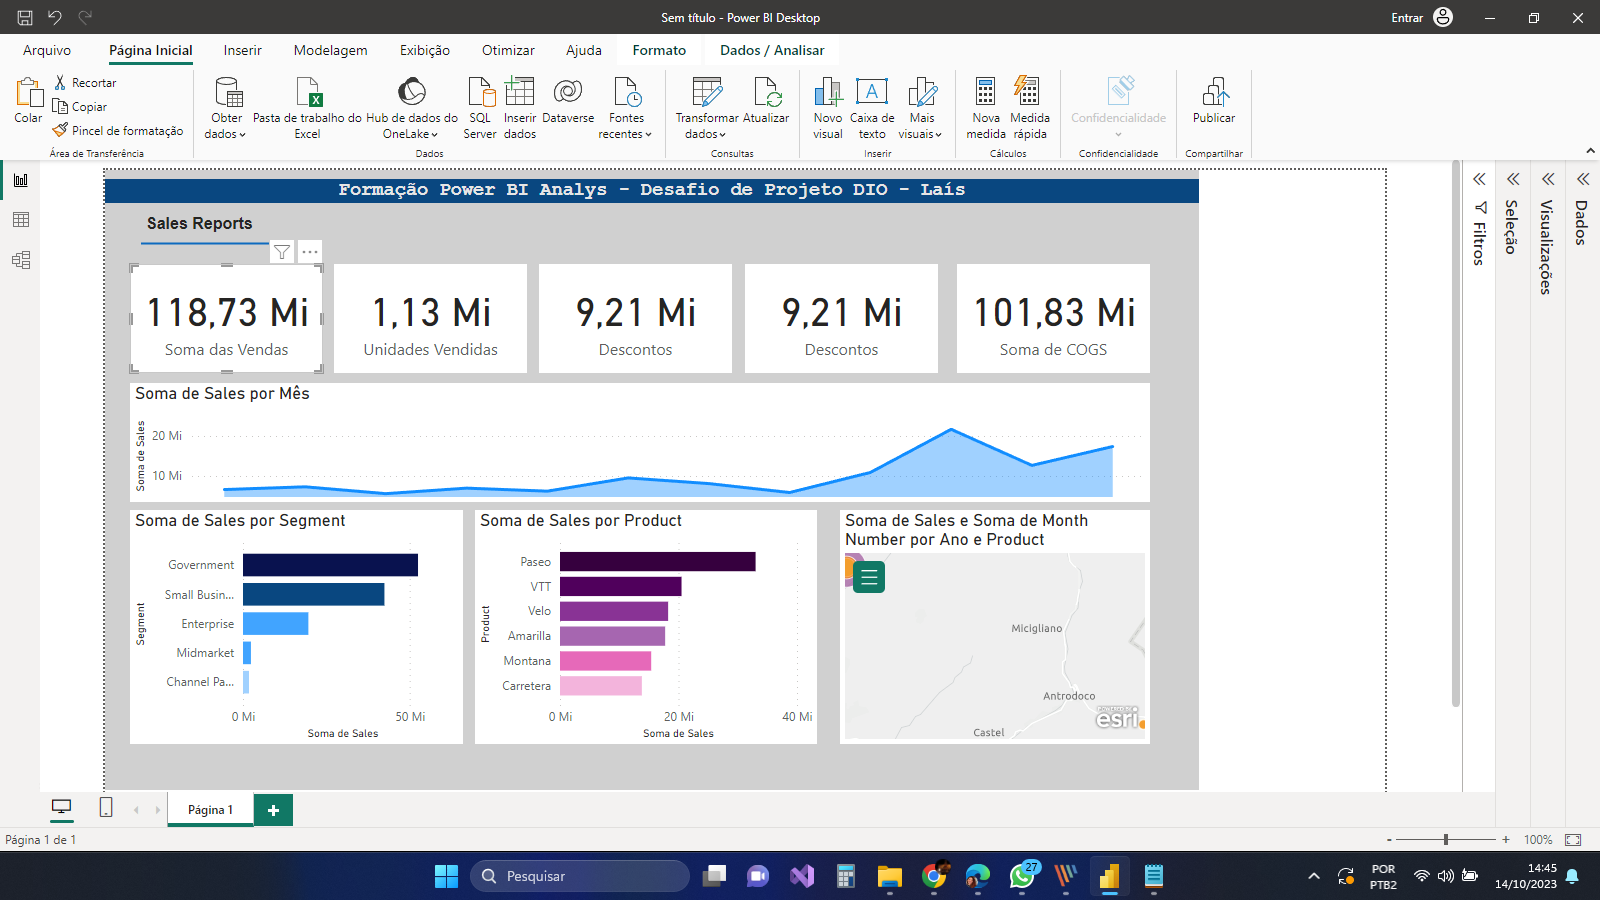 Sem título - Power BI Desktop
Entrar
Arquivo
Página Inicial
Inserir
Modelagem
Exibição
Otimizar
Ajuda
Formato
Dados / Analisar
Colar
Recortar
Copiar
Pincel de formatação
Área de Transferência
Obter dados
Pasta de trabalho do Excel
Hub de dados do OneLake
SQL Server
Inserir dados
Dataverse
Fontes recentes
Dados
Transformar dados
Atualizar
Consultas
Novo visual
Caixa de texto
Mais visuais
Inserir
Nova medida
Medida rápida
Cálculos
Confidencialidade
Confidencialidade
Publicar
Compartilhar
Formação Power BI Analys - Desafio de Projeto DIO - Laís
Sales Reports
118,73 Mi
Soma das Vendas
1,13 Mi
Unidades Vendidas
9,21 Mi
Descontos
9,21 Mi
Descontos
101,83 Mi
Soma de COGS
Soma de Sales por Mês
Soma de Sales
20 Mi
10 Mi
Soma de Sales por Segment
Segment
Government
Small Busin...
Enterprise
Midmarket
Channel Pa...
0 Mi
50 Mi
Soma de Sales
Soma de Sales por Product
Product
Paseo
VTT
Velo
Amarilla
Montana
Carretera
0 Mi
20 Mi
40 Mi
Soma de Sales
Soma de Sales e Soma de Month
Number por Ano e Product
Micigliano
Antrodoco
Castel
POWERED BY
esri
Filtros
Seleção
Visualizações
Dados
Página 1
Página 1 de 1
- + 100%
Pesquisar
27
POR
PTB2
14:45
14/10/2023